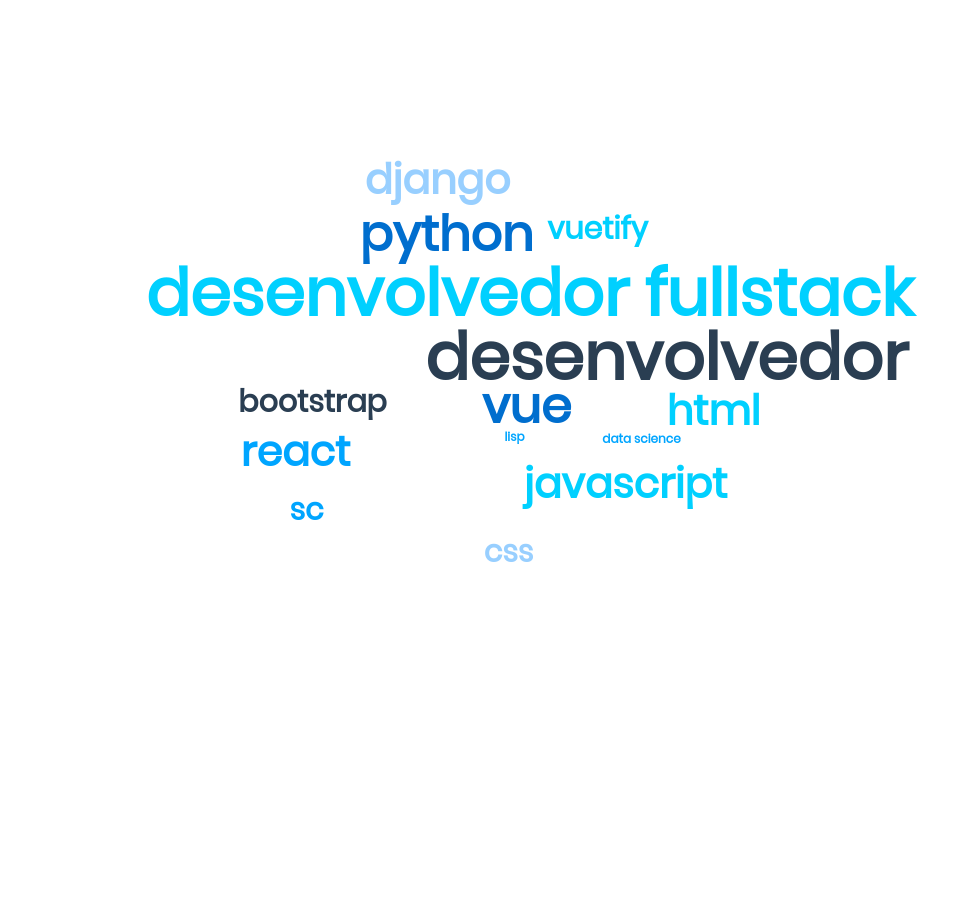 django
python vuetify
desenvolvedor fullstack
desenvolvedor
bootstrap vue html
lisp data science
react
javascript
sc
css